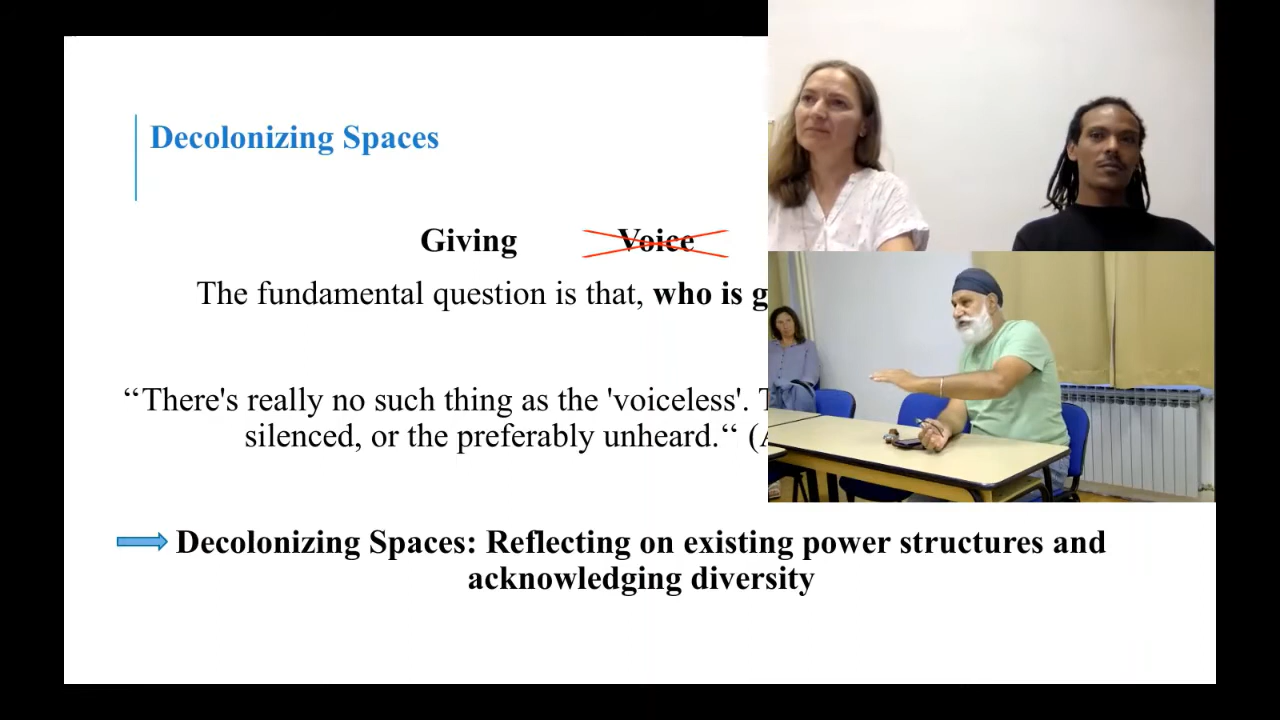 Decolonizing Spaces
Giving Voice
The fundamental question is that, who is g
“There's really no such thing as the 'voiceless'. T
silenced, or the preferably unheard.“ (A
Decolonizing Spaces: Reflecting on existing power structures and
acknowledging diversity